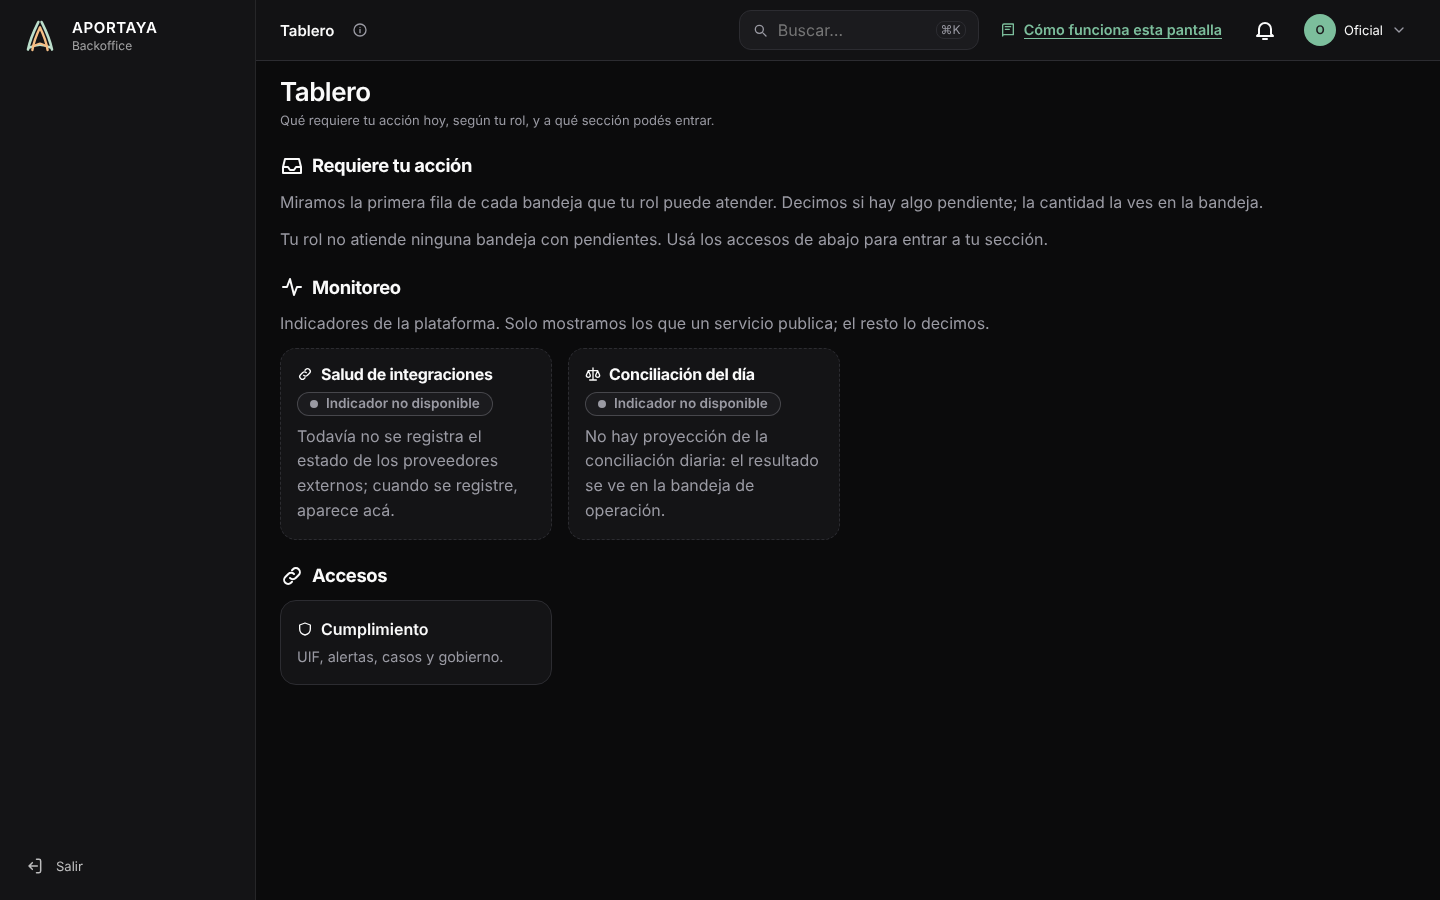 APORTAYA
Backoffice
Tablero
Buscar...
⌘K
Cómo funciona esta pantalla
O
Oficial
Tablero
Qué requiere tu acción hoy, según tu rol, y a qué sección podés entrar.
Requiere tu acción
Miramos la primera fila de cada bandeja que tu rol puede atender. Decimos si hay algo pendiente; la cantidad la ves en la bandeja.
Tu rol no atiende ninguna bandeja con pendientes. Usá los accesos de abajo para entrar a tu sección.
Monitoreo
Indicadores de la plataforma. Solo mostramos los que un servicio publica; el resto lo decimos.
Salud de integraciones
Indicador no disponible
Todavía no se registra el
estado de los proveedores
externos; cuando se registre,
aparece acá.
Conciliación del día
Indicador no disponible
No hay proyección de la
conciliación diaria: el resultado
se ve en la bandeja de
operación.
Accesos
Cumplimiento
UIF, alertas, casos y gobierno.
Salir